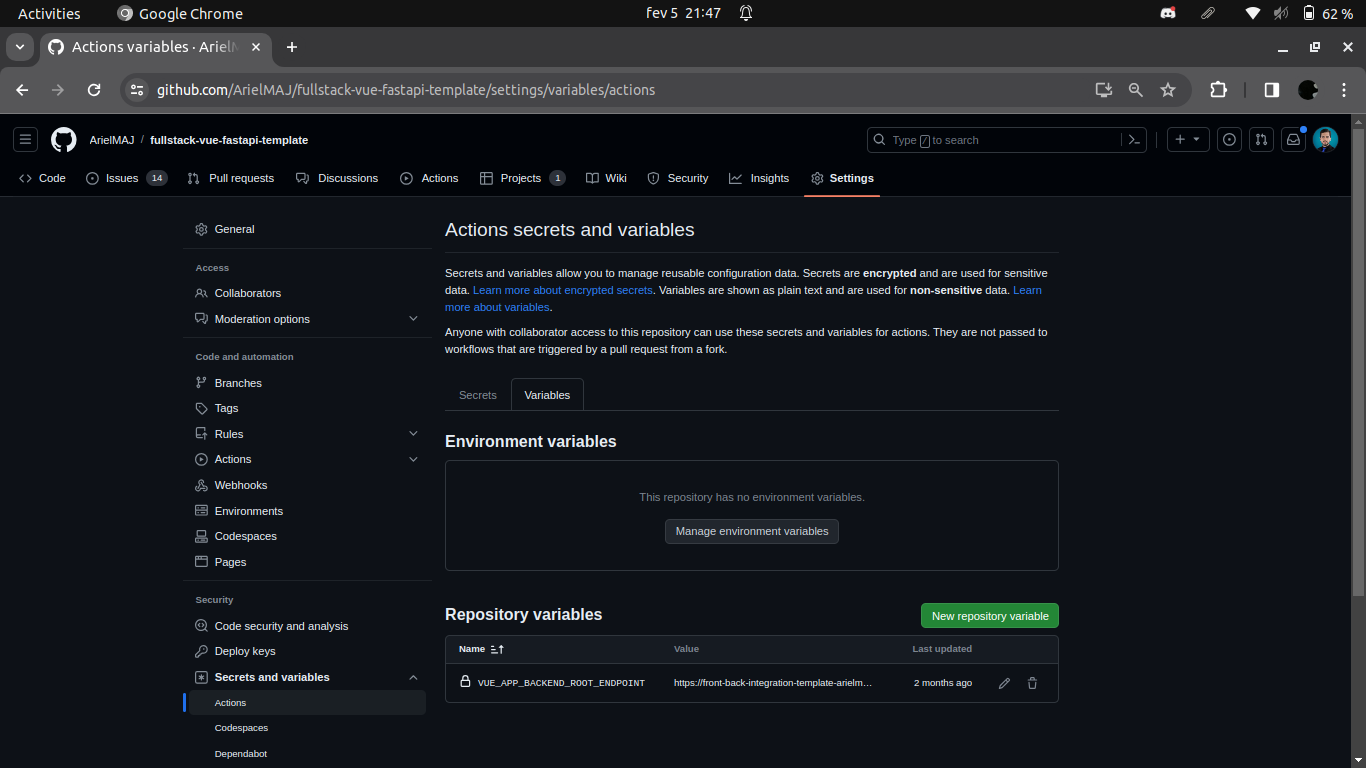 Activities Google Chrome fev 5 21:47 62 %
Actions variables · ArielM
github.com/ArielMAJ/fullstack-vue-fastapi-template/settings/variables/actions
ArielMAJ / fullstack-vue-fastapi-template Type / to search
Code Issues 14 Pull requests Discussions Actions Projects 1 Wiki Security Insights Settings
General
Access
Collaborators
Moderation options
Code and automation
Branches
Tags
Rules
Actions
Webhooks
Environments
Codespaces
Pages
Security
Code security and analysis
Deploy keys
Secrets and variables
Actions
Codespaces
Dependabot
Actions secrets and variables
Secrets and variables allow you to manage reusable configuration data. Secrets are encrypted and are used for sensitive
data. Learn more about encrypted secrets. Variables are shown as plain text and are used for non-sensitive data. Learn
more about variables.
Anyone with collaborator access to this repository can use these secrets and variables for actions. They are not passed to
workflows that are triggered by a pull request from a fork.
Secrets Variables
Environment variables
This repository has no environment variables.
Manage environment variables
Repository variables New repository variable
Name Value Last updated
VUE_APP_BACKEND_ROOT_ENDPOINT https://front-back-integration-template-arielm… 2 months ago